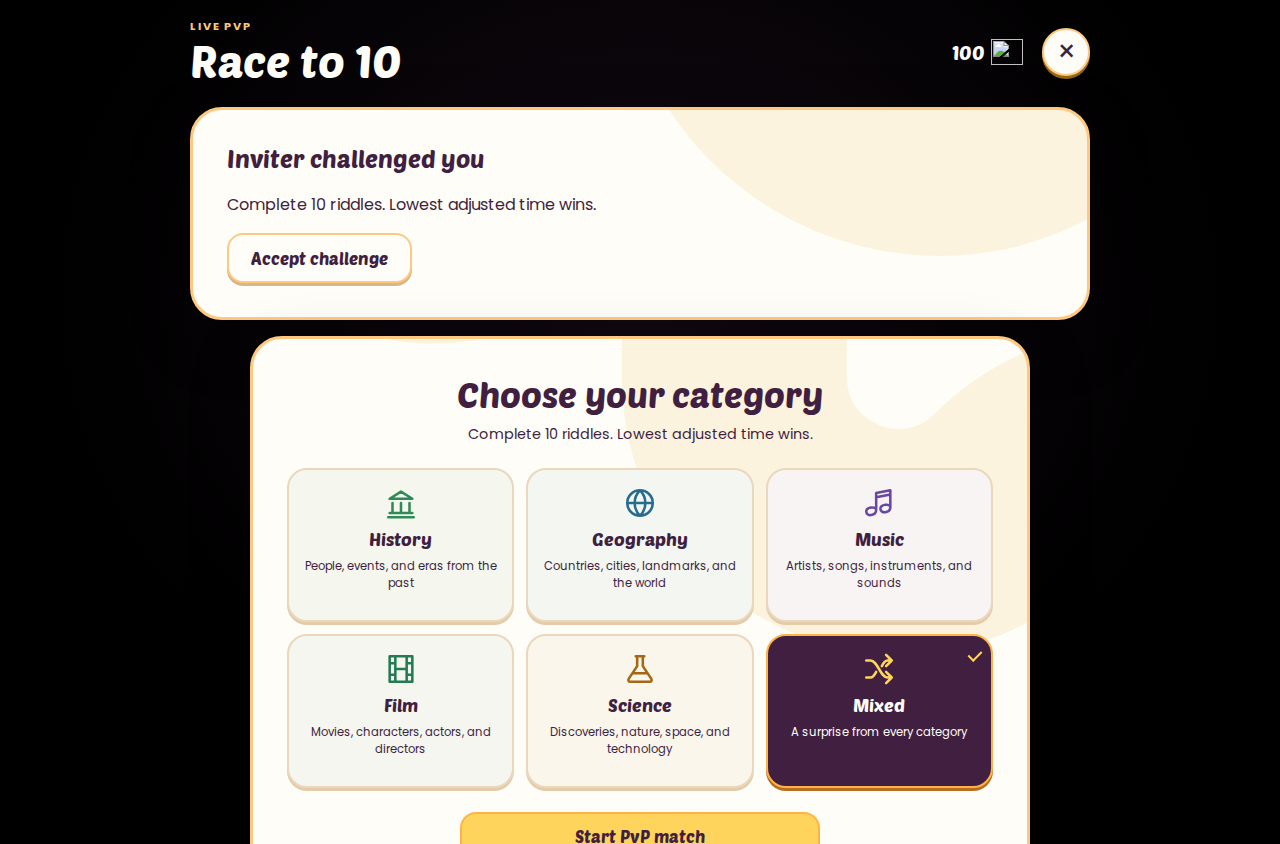 LIVE PVP
Race to 10
100
×
Inviter challenged you
Complete 10 riddles. Lowest adjusted time wins.
Accept challenge
Choose your category
Complete 10 riddles. Lowest adjusted time wins.
History
People, events, and eras from the
past
Geography
Countries, cities, landmarks, and
the world
Music
Artists, songs, instruments, and
sounds
Film
Movies, characters, actors, and
directors
Science
Discoveries, nature, space, and
technology
Mixed
A surprise from every category
Start PvP match